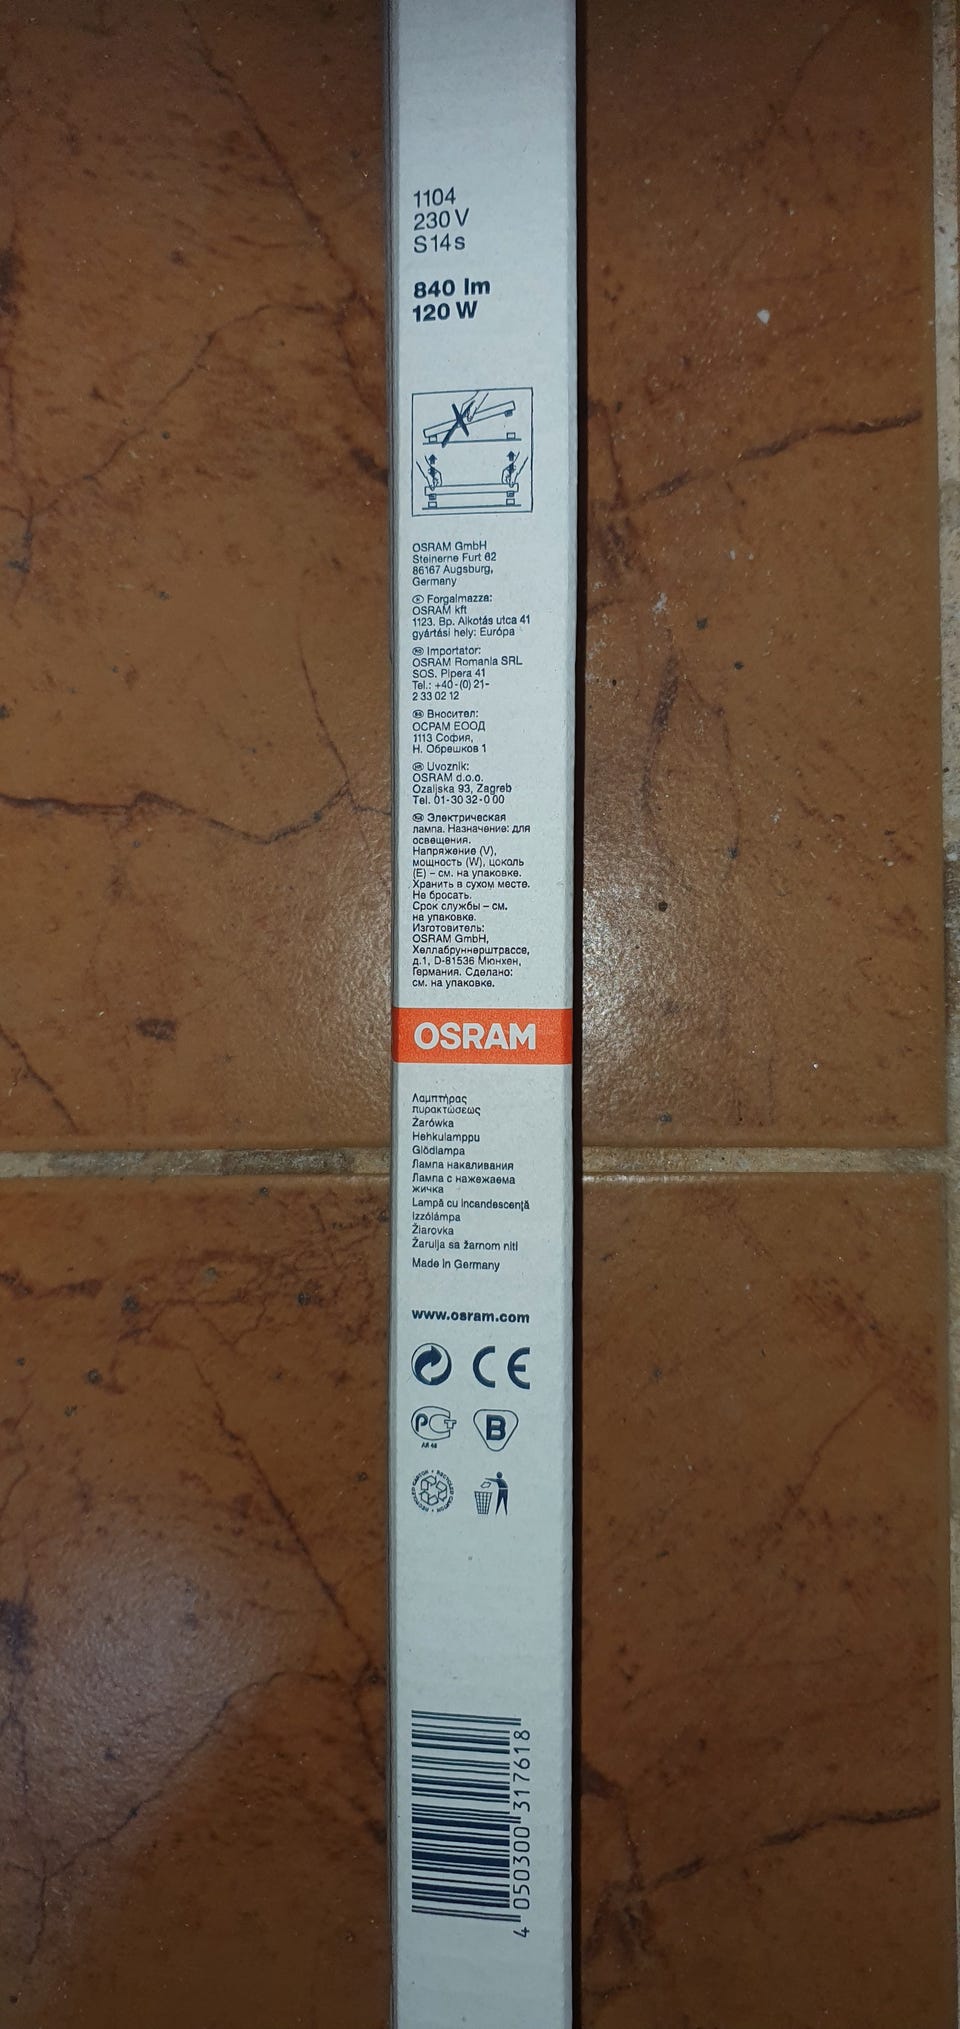 1104
230 V
S14s
840 lm
120 W
OSRAM GmbH
Steinerne Furt 62
86167 Augsburg,
Germany
Forgalmazza:
OSRAM kft
1123. Bp. Alkotás utca 41
gyártási hely: Európa
Importator:
OSRAM Romania SRL
SOS. Pipera 41
Tel.: +40-(0) 21-
2 33 02 12
Вносител:
ОСРАМ ЕООД
1113 София,
Н. Обрешков 1
Uvoznik:
OSRAM d.o.o.
Ozaljska 93, Zagreb
Tel. 01-30 32-0 00
Электрическая
лампа. Назначение: для
освещения.
Напряжение (V),
мощность (W), цоколь
(E) – см. на упаковке.
Хранить в сухом месте.
Не бросать.
Срок службы – см.
на упаковке.
Изготовитель:
OSRAM GmbH,
Хеллабруннерштрассе,
д.1, D-81536 Мюнхен,
Германия. Сделано:
см. на упаковке.
OSRAM
Λαμπτήρας
πυρακτώσεως
Żarówka
Hehkulamppu
Glödlampa
Лампа накаливания
Лампа с нажежаема
жичка
Lampă cu incandescență
Izzólámpa
Žiarovka
Žarulja sa žarnom niti
Made in Germany
www.osram.com
CE
РСТ
B
4 050300 317618